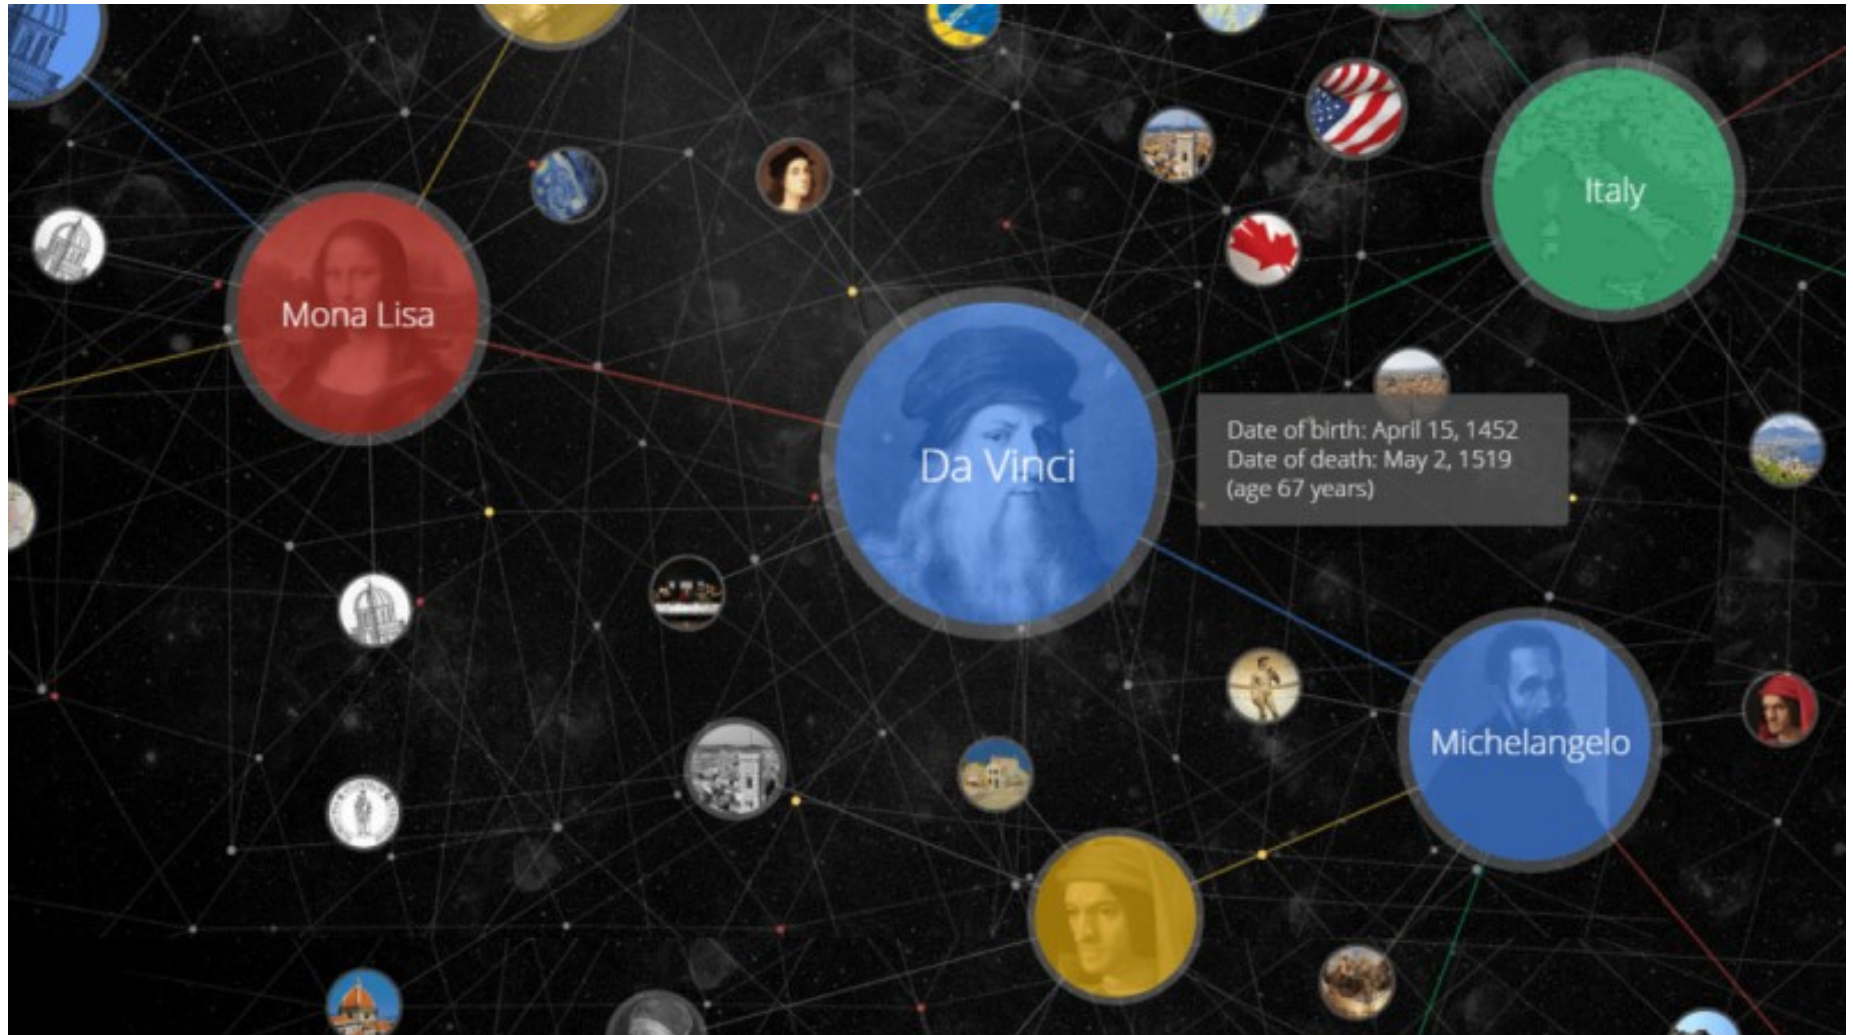 Italy
Mona Lisa
Da Vinci
Date of birth: April 15, 1452
Date of death: May 2, 1519
(age 67 years)
Michelangelo